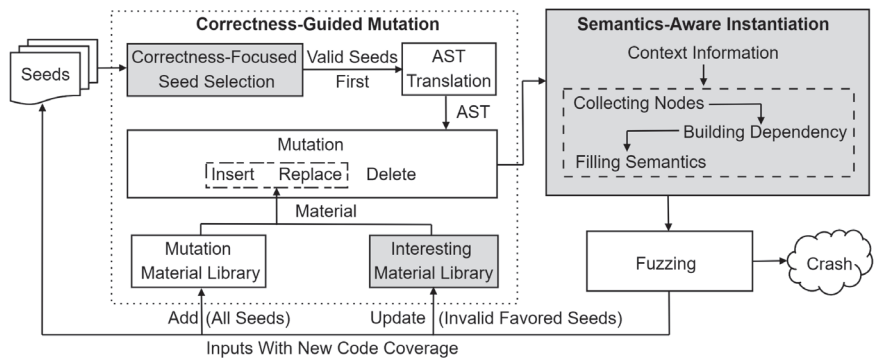 Correctness-Guided Mutation
Seeds
Correctness-Focused
Seed Selection
Valid Seeds
First
AST
Translation
AST
Mutation
Insert Replace Delete
Material
Mutation
Material Library
Interesting
Material Library
Add (All Seeds)
Update (Invalid Favored Seeds)
Inputs With New Code Coverage
Semantics-Aware Instantiation
Context Information
Collecting Nodes
Building Dependency
Filling Semantics
Fuzzing
Crash